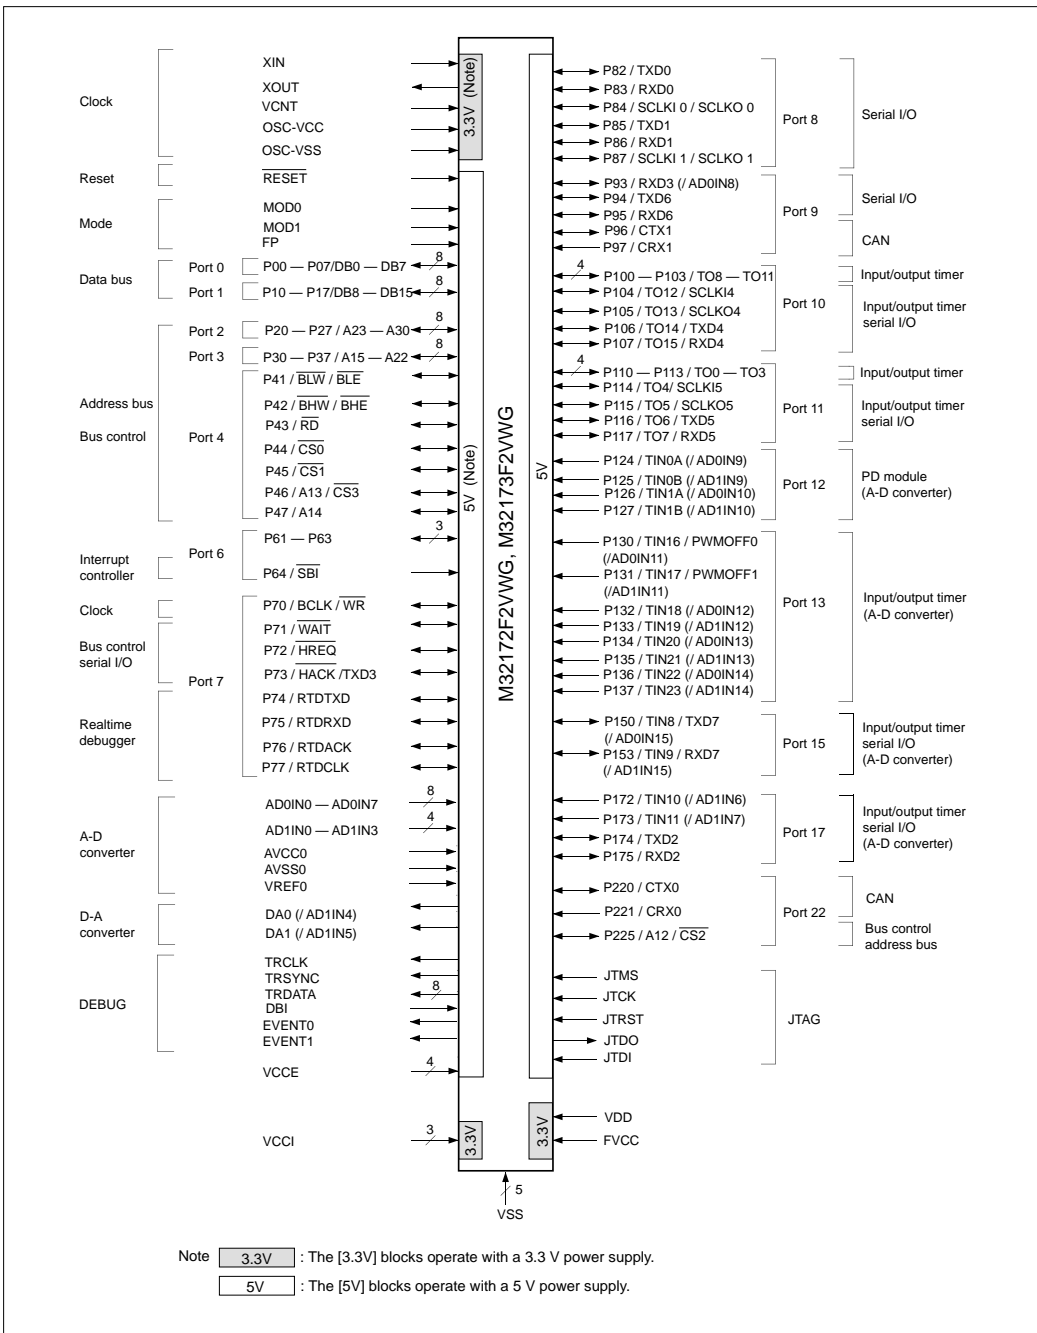 XIN
XOUT
VCNT
OSC-VCC
OSC-VSS
Clock
Reset
RESET
Mode
MOD0
MOD1
FP
Data bus
Port 0
P00 — P07/DB0 — DB7
8
Port 1
P10 — P17/DB8 — DB15
8
Port 2
P20 — P27 / A23 — A30
8
Port 3
P30 — P37 / A15 — A22
8
Address bus
Bus control
Port 4
P41 / BLW / BLE
P42 / BHW / BHE
P43 / RD
P44 / CS0
P45 / CS1
P46 / A13 / CS3
P47 / A14
Port 6
P61 — P63
3
Interrupt
controller
P64 / SBI
Clock
P70 / BCLK / WR
Bus control
serial I/O
Port 7
P71 / WAIT
P72 / HREQ
P73 / HACK /TXD3
Realtime
debugger
P74 / RTDTXD
P75 / RTDRXD
P76 / RTDACK
P77 / RTDCLK
A-D
converter
AD0IN0 — AD0IN7
8
AD1IN0 — AD1IN3
4
AVCC0
AVSS0
VREF0
D-A
converter
DA0 (/ AD1IN4)
DA1 (/ AD1IN5)
DEBUG
TRCLK
TRSYNC
TRDATA
8
DBI
EVENT0
EVENT1
VCCE
4
VCCI
3
3.3V (Note)
5V (Note)
3.3V
M32172F2VWG, M32173F2VWG
5V
3.3V
5
VSS
P82 / TXD0
P83 / RXD0
P84 / SCLKI 0 / SCLKO 0
P85 / TXD1
P86 / RXD1
P87 / SCLKI 1 / SCLKO 1
Port 8
Serial I/O
P93 / RXD3 (/ AD0IN8)
P94 / TXD6
P95 / RXD6
P96 / CTX1
P97 / CRX1
Port 9
Serial I/O
CAN
4
P100 — P103 / TO8 — TO11
P104 / TO12 / SCLKI4
P105 / TO13 / SCLKO4
P106 / TO14 / TXD4
P107 / TO15 / RXD4
Port 10
Input/output timer
Input/output timer
serial I/O
4
P110 — P113 / TO0 — TO3
P114 / TO4/ SCLKI5
P115 / TO5 / SCLKO5
P116 / TO6 / TXD5
P117 / TO7 / RXD5
Port 11
Input/output timer
Input/output timer
serial I/O
P124 / TIN0A (/ AD0IN9)
P125 / TIN0B (/ AD1IN9)
P126 / TIN1A (/ AD0IN10)
P127 / TIN1B (/ AD1IN10)
Port 12
PD module
(A-D converter)
P130 / TIN16 / PWMOFF0
(/AD0IN11)
P131 / TIN17 / PWMOFF1
(/AD1IN11)
P132 / TIN18 (/ AD0IN12)
P133 / TIN19 (/ AD1IN12)
P134 / TIN20 (/ AD0IN13)
P135 / TIN21 (/ AD1IN13)
P136 / TIN22 (/ AD0IN14)
P137 / TIN23 (/ AD1IN14)
Port 13
Input/output timer
(A-D converter)
P150 / TIN8 / TXD7
(/ AD0IN15)
P153 / TIN9 / RXD7
(/ AD1IN15)
Port 15
Input/output timer
serial I/O
(A-D converter)
P172 / TIN10 (/ AD1IN6)
P173 / TIN11 (/ AD1IN7)
P174 / TXD2
P175 / RXD2
Port 17
Input/output timer
serial I/O
(A-D converter)
P220 / CTX0
P221 / CRX0
P225 / A12 / CS2
Port 22
CAN
Bus control
address bus
JTMS
JTCK
JTRST
JTDO
JTDI
JTAG
VDD
FVCC
Note 3.3V : The [3.3V] blocks operate with a 3.3 V power supply.
5V : The [5V] blocks operate with a 5 V power supply.